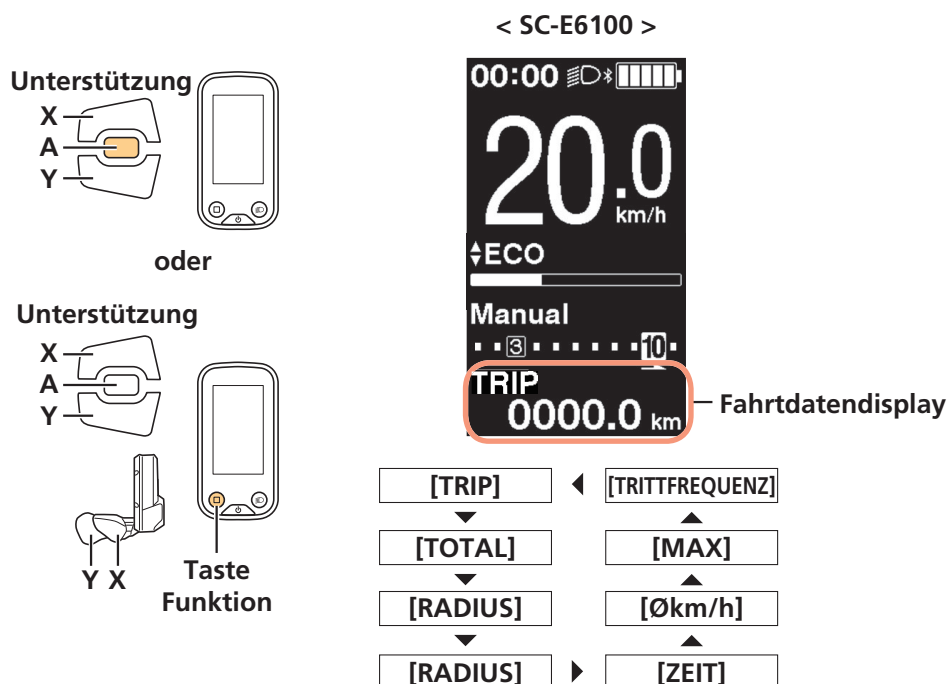 < SC-E6100 >
Unterstützung
X
A
Y
oder
Unterstützung
X
A
Y
Y X
Taste
Funktion
00:00
20.0
km/h
ECO
Manual
3 10
TRIP
0000.0 km
Fahrtdatendisplay
[TRIP] [TRITTFREQUENZ]
[TOTAL] [MAX]
[RADIUS] [Økm/h]
[RADIUS] [ZEIT]